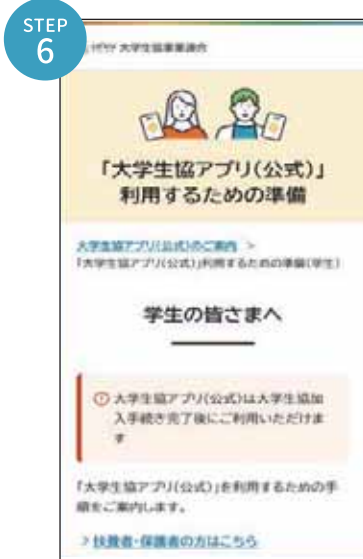 STEP
6
大学生協事業連合
「大学生協アプリ(公式)」
利用するための準備
大学生協アプリ(公式)のご案内 >
「大学生協アプリ(公式)」利用するための準備(学生)
学生の皆さまへ
大学生協アプリ(公式)は大学生協加
入手続き完了後にご利用いただけま
す
「大学生協アプリ(公式)」を利用するための手
順をご案内します。
> 扶養者・保護者の方はこちら